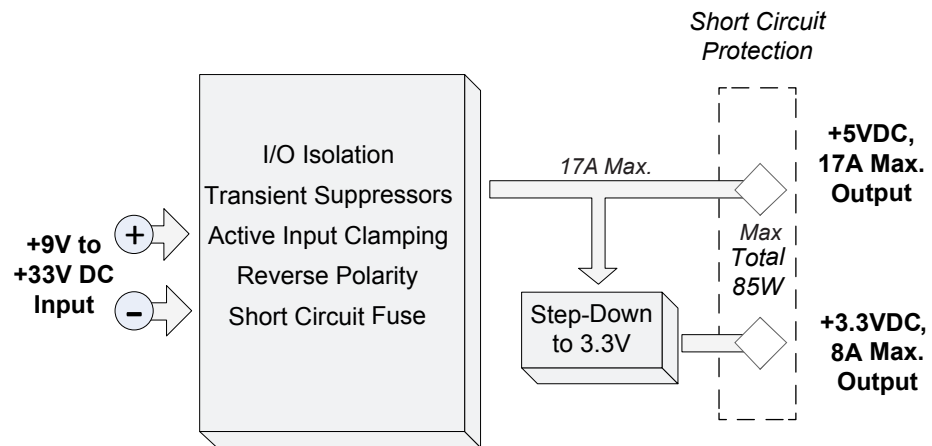 Short Circuit
Protection
I/O Isolation
Transient Suppressors
Active Input Clamping
Reverse Polarity
Short Circuit Fuse
+9V to
+33V DC
Input
+
-
17A Max.
+5VDC,
17A Max.
Output
Max
Total
85W
Step-Down
to 3.3V
+3.3VDC,
8A Max.
Output